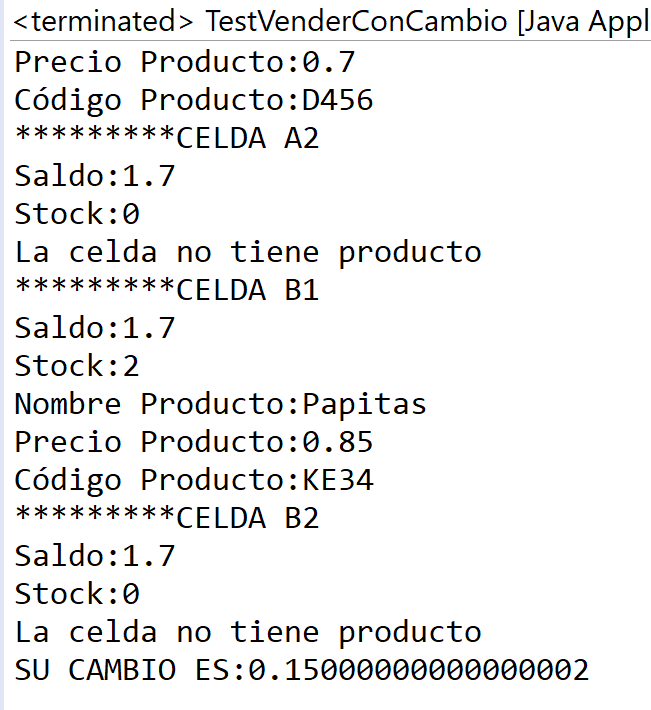 <terminated> TestVenderConCambio [Java Appl
Precio Producto:0.7
Código Producto:D456
*********CELDA A2
Saldo:1.7
Stock:0
La celda no tiene producto
*********CELDA B1
Saldo:1.7
Stock:2
Nombre Producto:Papitas
Precio Producto:0.85
Código Producto:KE34
*********CELDA B2
Saldo:1.7
Stock:0
La celda no tiene producto
SU CAMBIO ES:0.15000000000000002